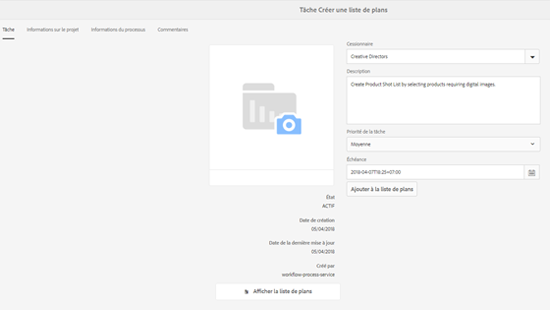 Tâche Créer une liste de plans
Tâche
Informations sur le projet
Informations du processus
Commentaires
Cessionnaire
Creative Directors
Description
Create Product Shot List by selecting products requiring digital images.
Priorité de la tâche
Moyenne
Échéance
2018-04-07T16:25+07:00
Ajouter à la liste de plans
État
ACTIF
Date de création
05/04/2018
Date de la dernière mise à jour
05/04/2018
Créé par
workflow-process-service
Afficher la liste de plans